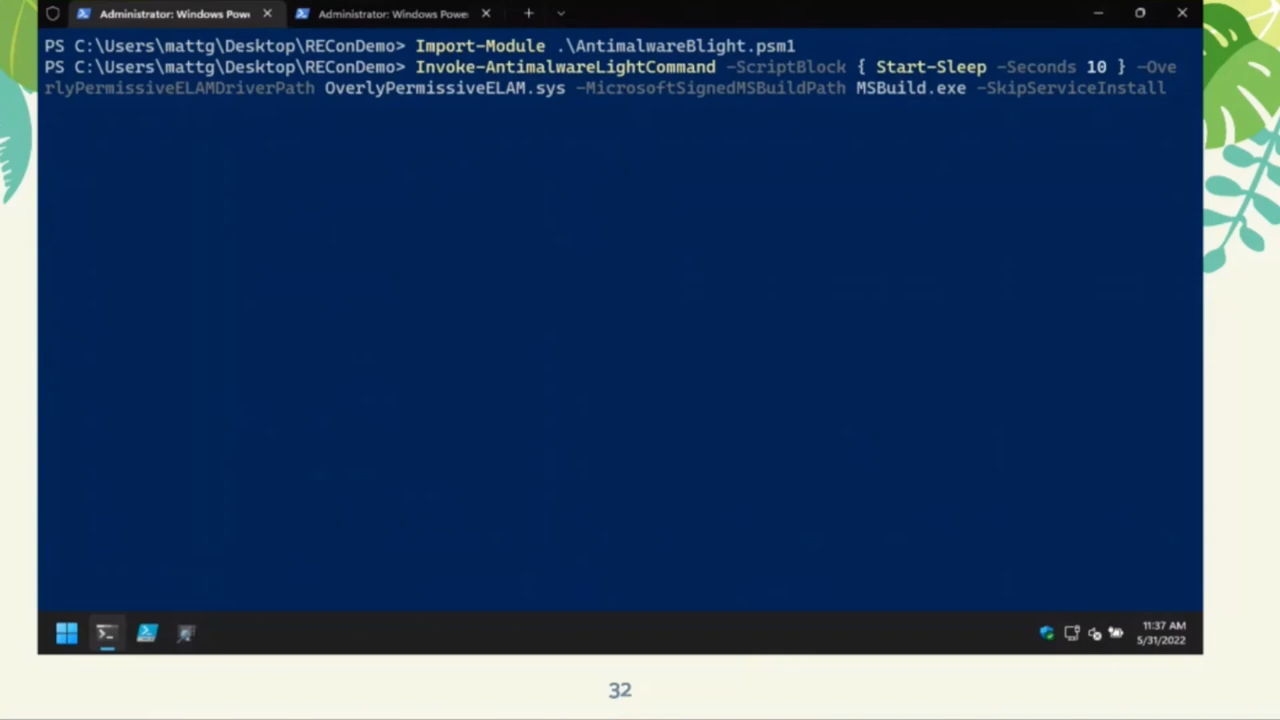 Administrator: Windows Powe
Administrator: Windows Powe
PS C:\Users\mattg\Desktop\REConDemo> Import-Module .\AntimalwareBlight.psm1
PS C:\Users\mattg\Desktop\REConDemo> Invoke-AntimalwareLightCommand -ScriptBlock { Start-Sleep -Seconds 10 } -Ove
rlyPermissiveELAMDriverPath OverlyPermissiveELAM.sys -MicrosoftSignedMSBuildPath MSBuild.exe -SkipServiceInstall
11:37 AM
5/31/2022
32